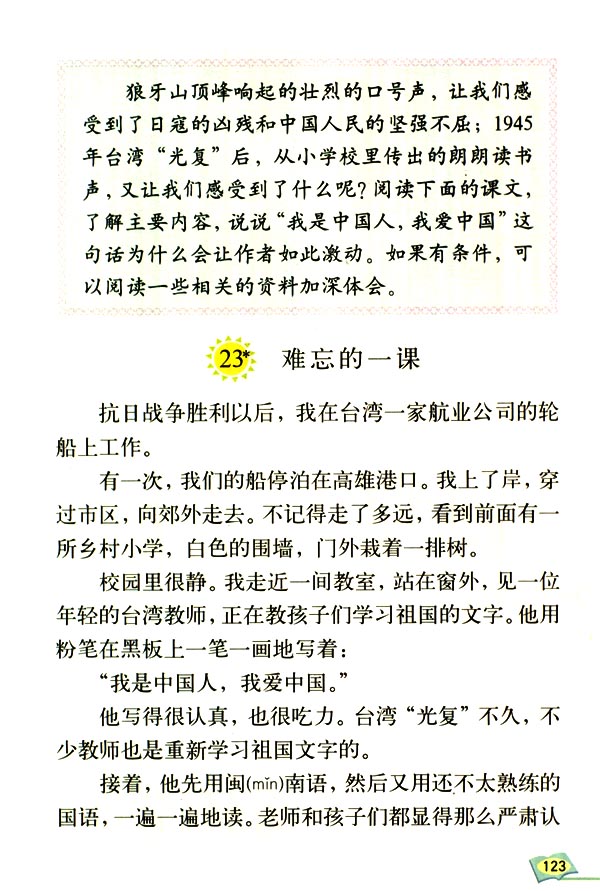 狼牙山顶峰响起的壮烈的口号声，让我们感
受到了日寇的凶残和中国人民的坚强不屈；1945
年台湾“光复”后，从小学校里传出的朗朗读书
声，又让我们感受到了什么呢？阅读下面的课文，
了解主要内容，说说“我是中国人，我爱中国”这
句话为什么会让作者如此激动。如果有条件，可
以阅读一些相关的资料加深体会。
23* 难忘的一课
抗日战争胜利以后，我在台湾一家航业公司的轮
船上工作。
有一次，我们的船停泊在高雄港口。我上了岸，穿
过市区，向郊外走去。不记得走了多远，看到前面有一
所乡村小学，白色的围墙，门外栽着一排树。
校园里很静。我走近一间教室，站在窗外，见一位
年轻的台湾教师，正在教孩子们学习祖国的文字。他用
粉笔在黑板上一笔一画地写着：
“我是中国人，我爱中国。”
他写得很认真，也很吃力。台湾“光复”不久，不
少教师也是重新学习祖国文字的。
接着，他先用闽(mǐn)南语，然后又用还不太熟练的
国语，一遍一遍地读。老师和孩子们都显得那么严肃认
123